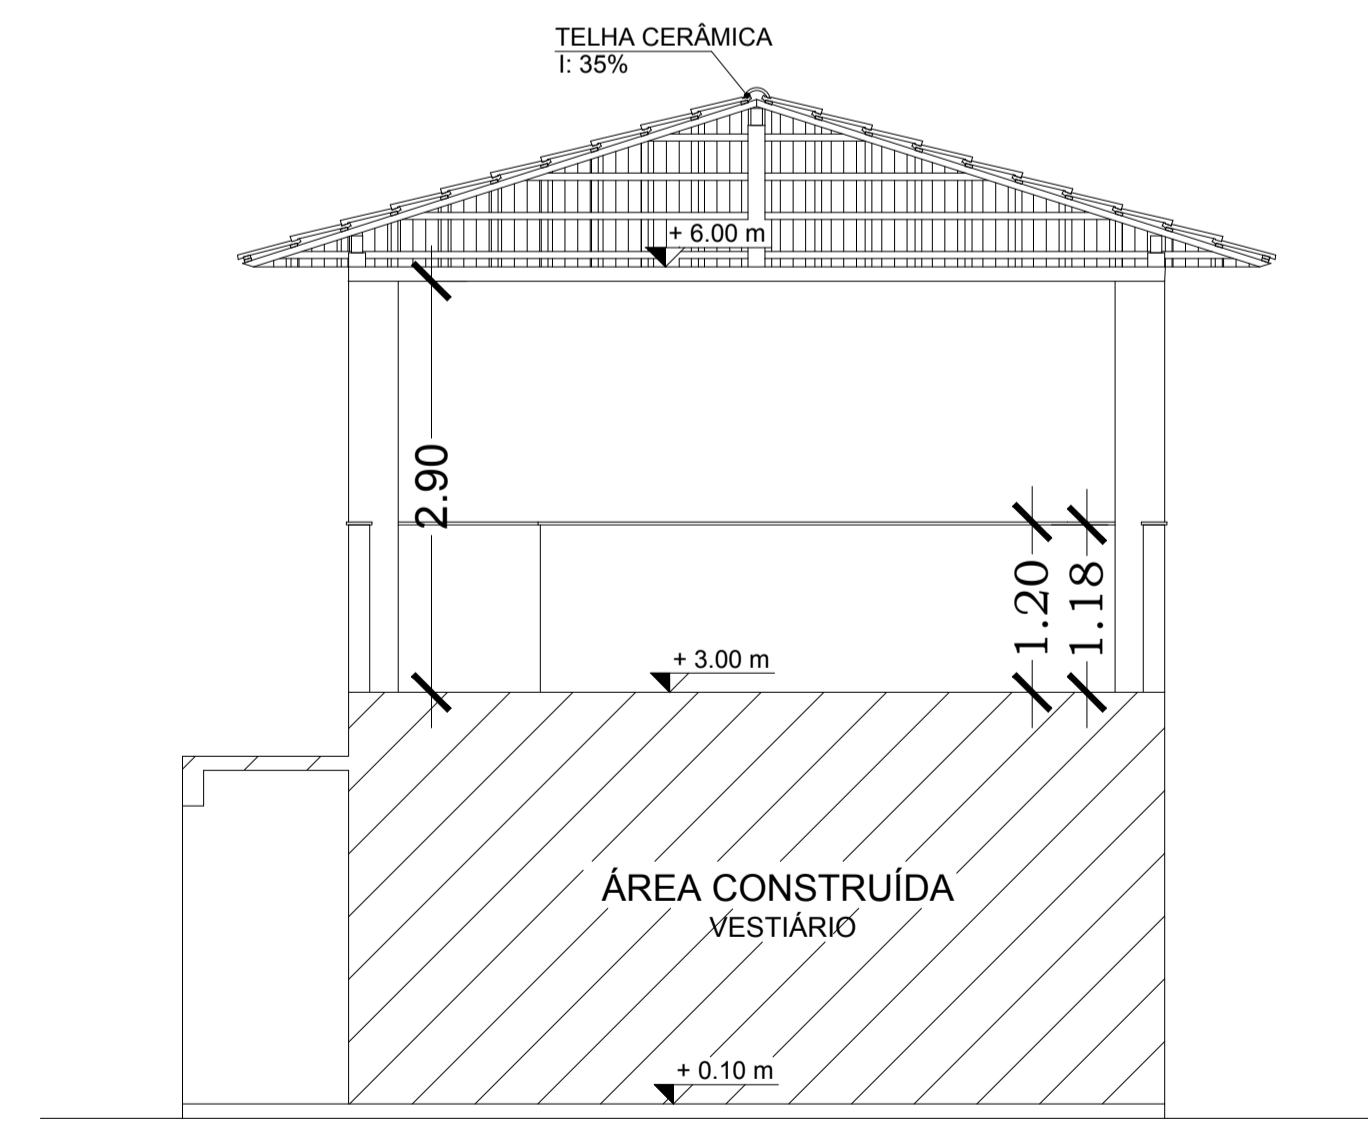 TELHA CERÂMICA
I: 35%
+ 6.00 m
2.90
1.20
1.18
+ 3.00 m
ÁREA CONSTRUÍDA
VESTIÁRIO
+ 0.10 m